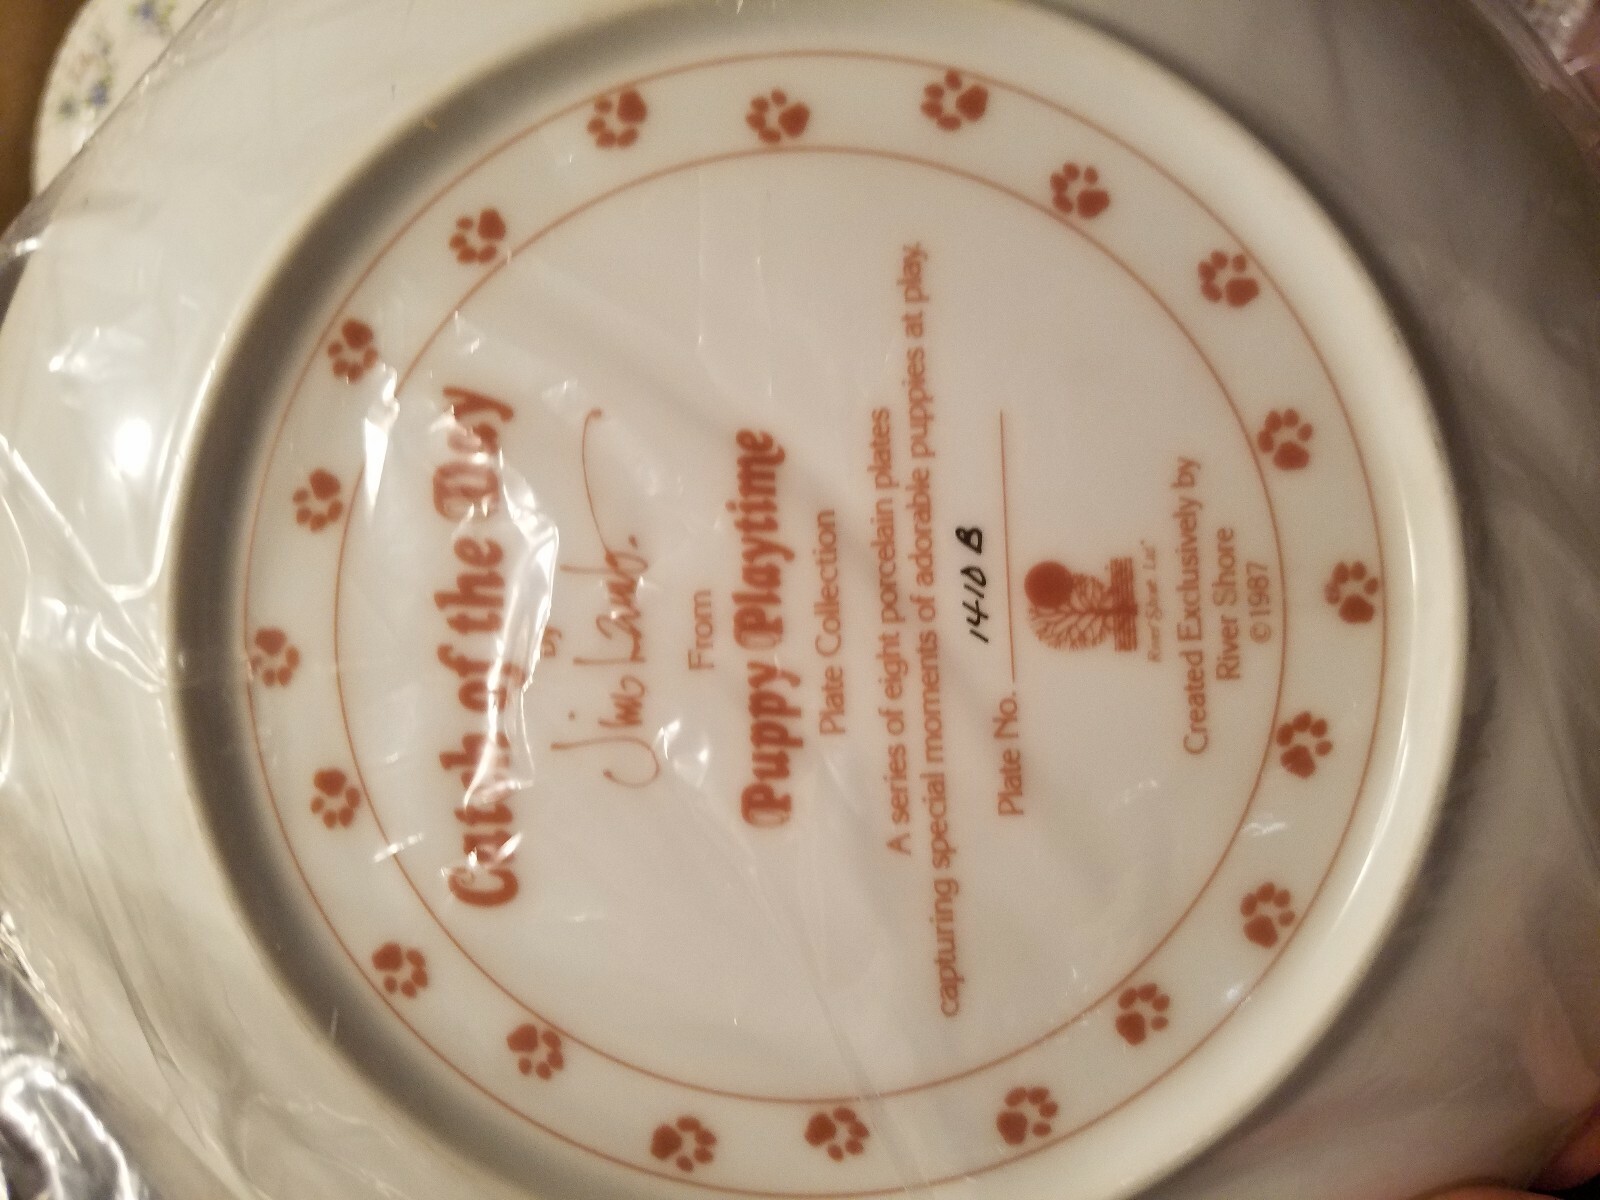 Catch of the Day
by
Jim Lamb.
From
Puppy Playtime
Plate Collection
A series of eight porcelain plates
capturing special moments of adorable puppies at play.
Plate No. 1410 B
River Shore, Ltd.
Created Exclusively by
River Shore
©1987